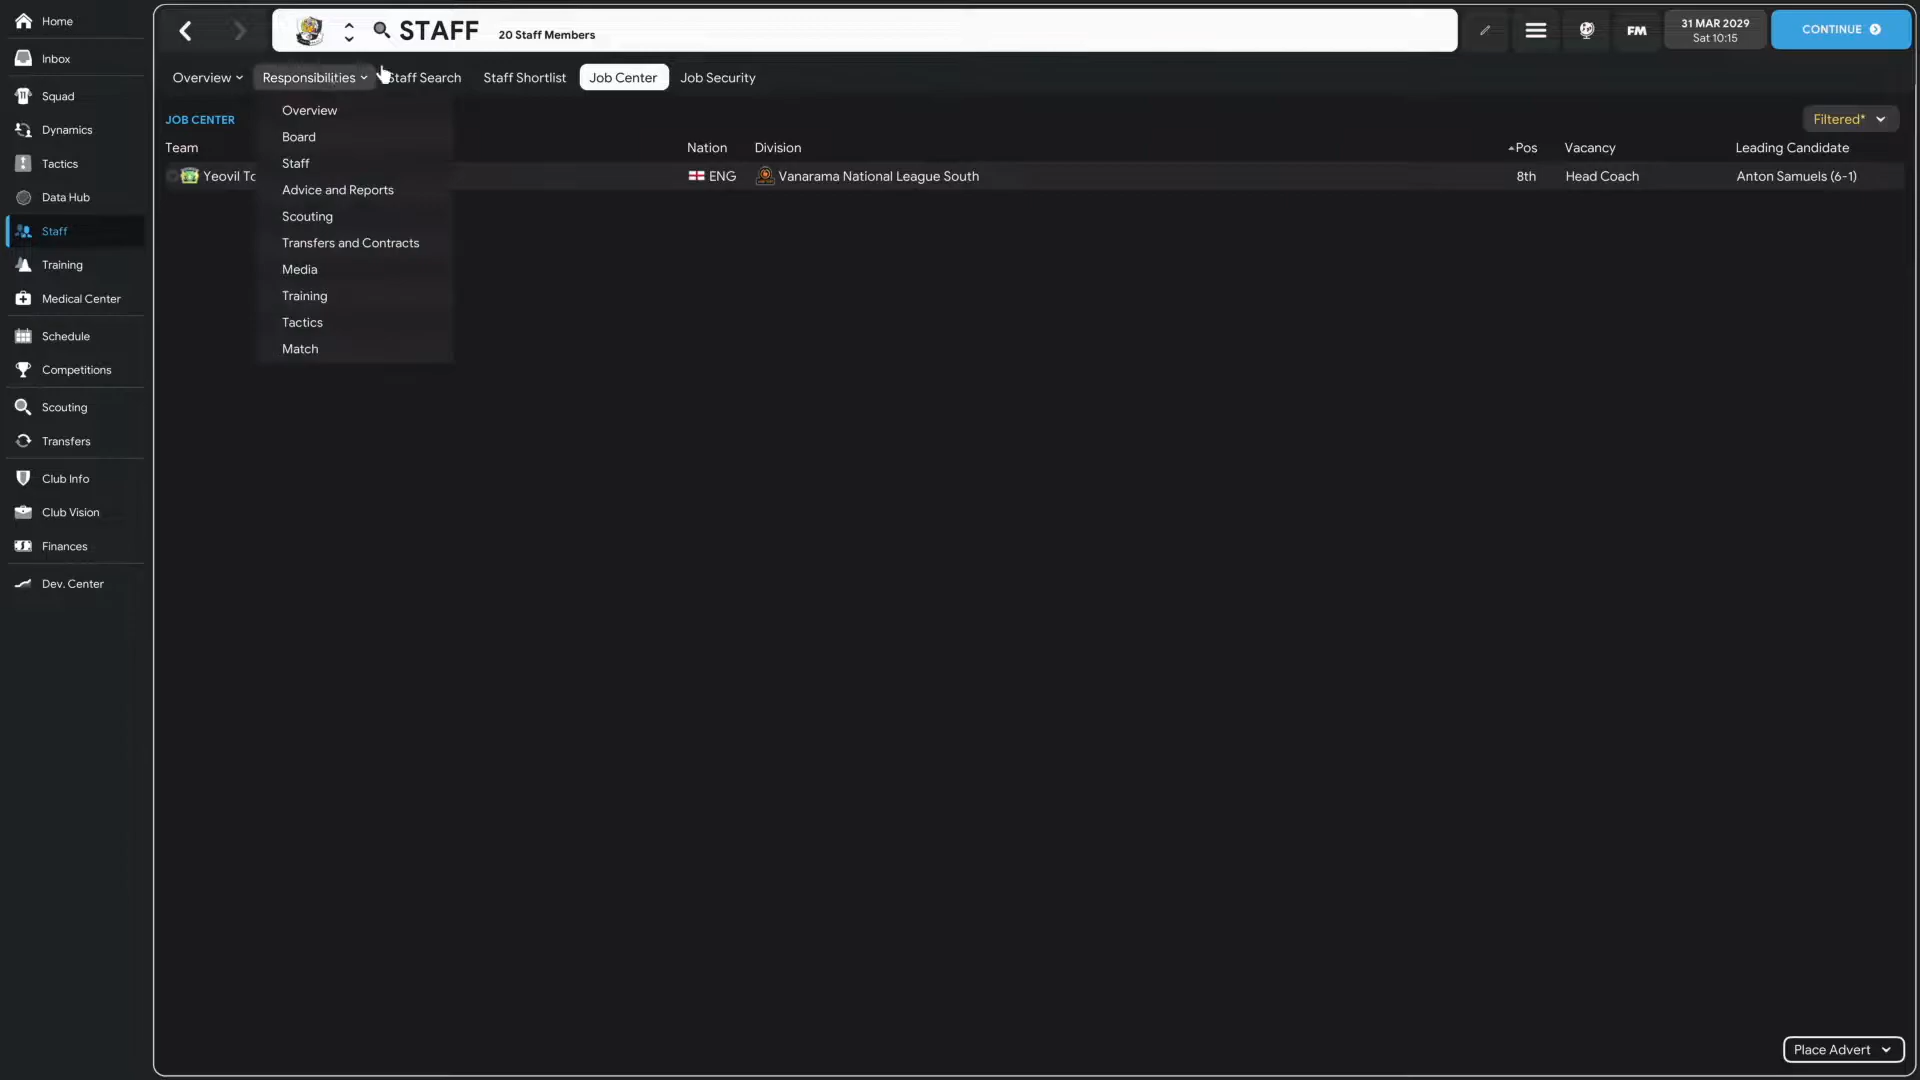 Home
Inbox
Squad
Dynamics
Tactics
Data Hub
Staff
Training
Medical Center
Schedule
Competitions
Scouting
Transfers
Club Info
Club Vision
Finances
Dev. Center
STAFF 20 Staff Members
FM
31 MAR 2029
Sat 10:15
CONTINUE
Overview Responsibilities Staff Search Staff Shortlist Job Center Job Security
Overview
Board
Staff
Advice and Reports
Scouting
Transfers and Contracts
Media
Training
Tactics
Match
JOB CENTER
Filtered*
Team Nation Division Pos Vacancy Leading Candidate
Yeovil ENG Vanarama National League South 8th Head Coach Anton Samuels (6-1)
Place Advert